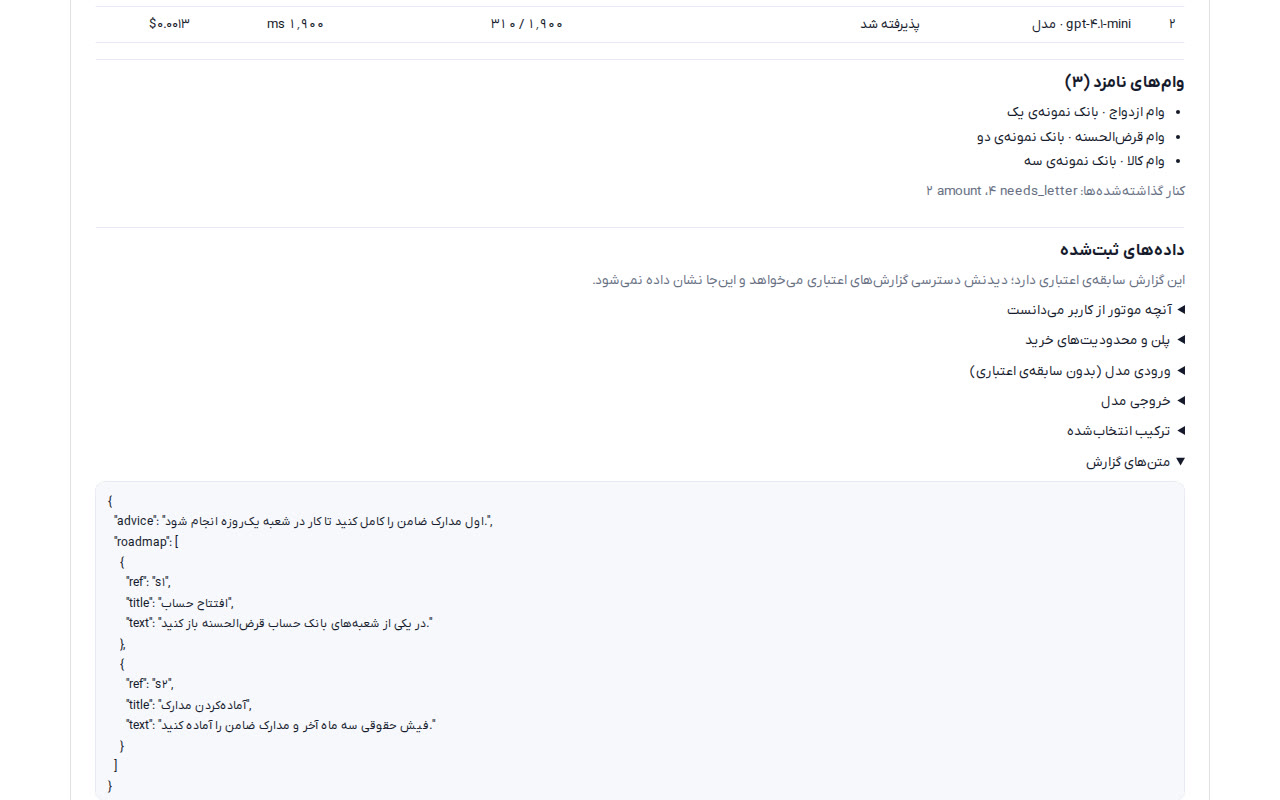 ۲ gpt-۴.۱-mini · مدل پذیرفته شد ۱,۹۰۰ / ۳۱۰ ۱,۹۰۰ ms $۰.۰۰۱۳
وام‌های نامزد (۳)
• وام ازدواج · بانک نمونه‌ی یک
• وام قرض‌الحسنه · بانک نمونه‌ی دو
• وام کالا · بانک نمونه‌ی سه
کنار گذاشته‌شده‌ها: needs_letter ۴، amount ۲
داده‌های ثبت‌شده
این گزارش سابقه‌ی اعتباری دارد؛ دیدنش دسترسی گزارش‌های اعتباری می‌خواهد و این‌جا نشان داده نمی‌شود.
آنچه موتور از کاربر می‌دانست
پلن و محدودیت‌های خرید
ورودی مدل (بدون سابقه‌ی اعتباری)
خروجی مدل
ترکیب انتخاب‌شده
متن‌های گزارش
{
"advice": "اول مدارک ضامن را کامل کنید تا کار در شعبه یک‌روزه انجام شود.",
"roadmap": [
{
"ref": "s۱",
"title": "افتتاح حساب",
"text": "در یکی از شعبه‌های بانک حساب قرض‌الحسنه باز کنید."
},
{
"ref": "s۲",
"title": "آماده‌کردن مدارک",
"text": "فیش حقوقی سه ماه آخر و مدارک ضامن را آماده کنید."
}
]
}